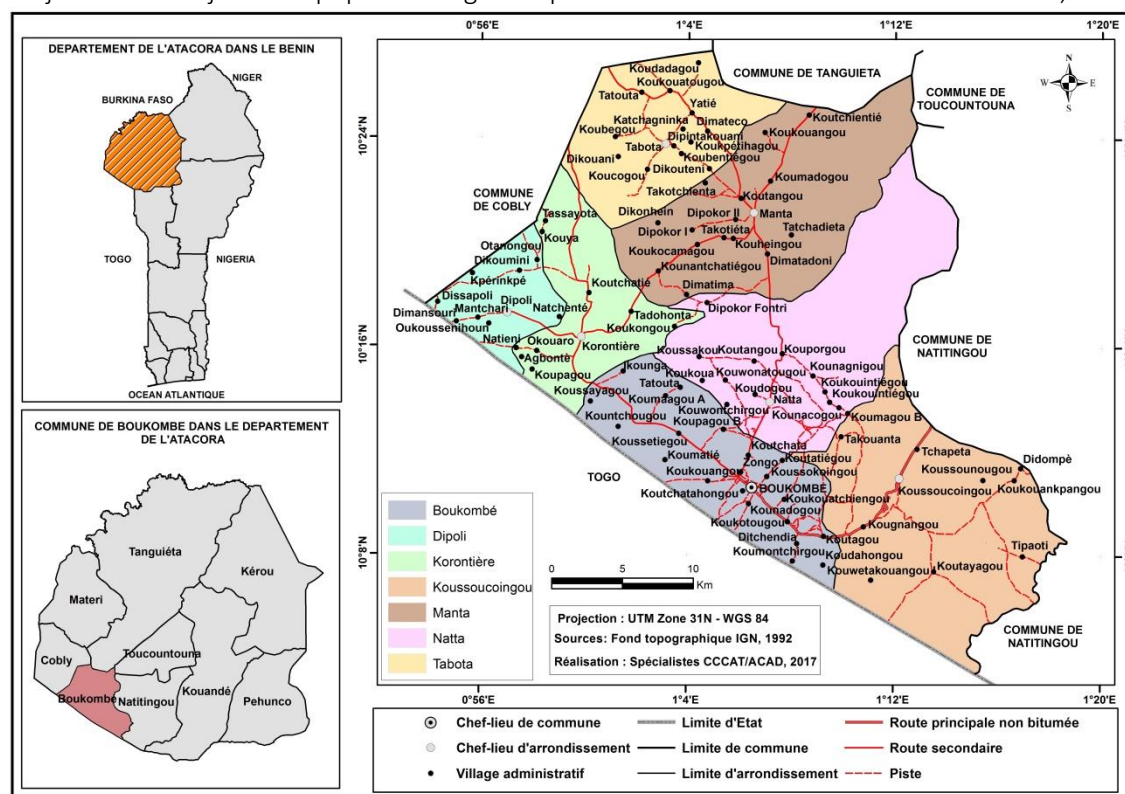 DEPARTEMENT DE L'ATACORA DANS LE BENIN
NIGER
BURKINA FASO
TOGO
NIGERIA
OCEAN ATLANTIQUE
COMMUNE DE BOUKOMBE DANS LE DEPARTEMENT
DE L'ATACORA
Tanguiéta
Kérou
Materi
Cobly
Toucountouna
Boukombé
Natitingou
Kouandé
Pehunco
0°56'E
1°4'E
1°12'E
1°20'E
10°24'N
10°16'N
10°8'N
N
W
E
S
COMMUNE DE TANGUIETA
COMMUNE DE
TOUCOUNTOUNA
COMMUNE
DE COBLY
COMMUNE DE
NATITINGOU
COMMUNE DE
NATITINGOU
TOGO
Koudadagou
Koukouatougou
Tatouta
Yatié
Katchagninka
Dimateco
Koubegou
Dipintakouani
Tabota
Koukpétihagou
Dikouani
Koubentiégou
Koucogou
Dikouteni
Takotchienta
Koutchientié
Koukouangou
Koumadogou
Koutangou
Dikonhein
Dipokor II
Manta
Dipokor I
Takotiéta
Tatchadieta
Koukocamagou
Kouheingou
Kounantchatiégou
Dimatadoni
Dimatima
Tassayota
Kouya
Otanongou
Dikoumini
Kpérinkpé
Koutchatié
Dissapoli
Dipoli
Mantchari
Natchenté
Dimansouri
Oukoussenihoun
Tadohonta
Dipokor Fontri
Koukongou
Natieni
Okouaro
Korontière
Agbontè
Koupagou
Koussakou
Koutangou
Kouporgou
Ikounga
Koukoua
Kouwonatougou
Kounagnigou
Tatouta
Koudogou
Koukouintiégou
Koussayagou
Koumaagou A
Natta
Koukountiégou
Kountchougou
Kouwontchirgou
Kounacogou
Koumagou B
Koupagou B
Koussetiegou
Koutchata
Takouanta
Koumatié
Zongo
Koutatiégou
Tchapeta
Koukouangou
Koussokoingou
Koussounougou
Didompè
Koutchatahongou
BOUKOMBE
Koussoucoingou
Koukouankpangou
Koukouatchiengou
Kounadogou
Koukotougou
Kougnangou
Ditchendia
Koutagou
Koumontchirgou
Koudahongou
Tipaoti
Kouwetakouangou
Koutayagou
Boukombé
Dipoli
Korontière
Koussoucoingou
Manta
Natta
Tabota
0 5 10
Km
Projection : UTM Zone 31N - WGS 84
Sources: Fond topographique IGN, 1992
Réalisation : Spécialistes CCCAT/ACAD, 2017
Chef-lieu de commune
Limite d'Etat
Route principale non bitumée
Chef-lieu d'arrondissement
Limite de commune
Route secondaire
Village administratif
Limite d'arrondissement
Piste